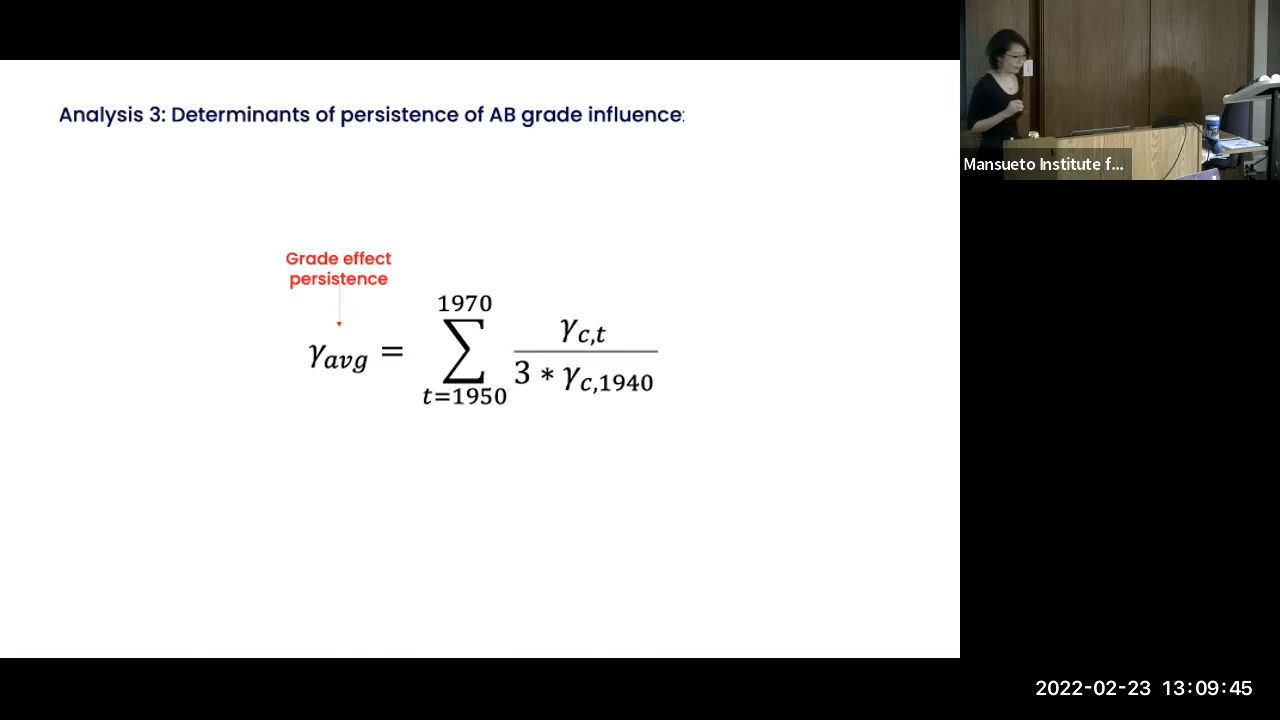 Analysis 3: Determinants of persistence of AB grade influence:
Grade effect
persistence
γavg = ∑ t=1950 1970 γc,t / 3 * γc,1940
Mansueto Institute f...
2022-02-23 13:09:45